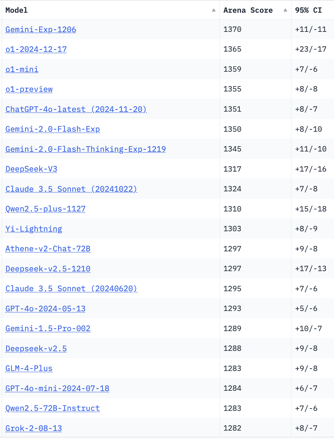 Model Arena Score 95% CI
Gemini-Exp-1206 1370 +11/-11
o1-2024-12-17 1365 +23/-17
o1-mini 1359 +7/-6
o1-preview 1355 +8/-8
ChatGPT-4o-latest (2024-11-20) 1351 +8/-7
Gemini-2.0-Flash-Exp 1350 +8/-10
Gemini-2.0-Flash-Thinking-Exp-1219 1345 +11/-10
DeepSeek-V3 1317 +17/-16
Claude 3.5 Sonnet (20241022) 1324 +7/-8
Qwen2.5-plus-1127 1310 +15/-18
Yi-Lightning 1303 +8/-9
Athene-v2-Chat-72B 1297 +9/-8
Deepseek-v2.5-1210 1297 +17/-13
Claude 3.5 Sonnet (20240620) 1295 +7/-6
GPT-4o-2024-05-13 1293 +5/-6
Gemini-1.5-Pro-002 1289 +10/-7
Deepseek-v2.5 1288 +9/-8
GLM-4-Plus 1283 +9/-8
GPT-4o-mini-2024-07-18 1284 +6/-7
Qwen2.5-72B-Instruct 1283 +7/-6
Grok-2-08-13 1282 +8/-7